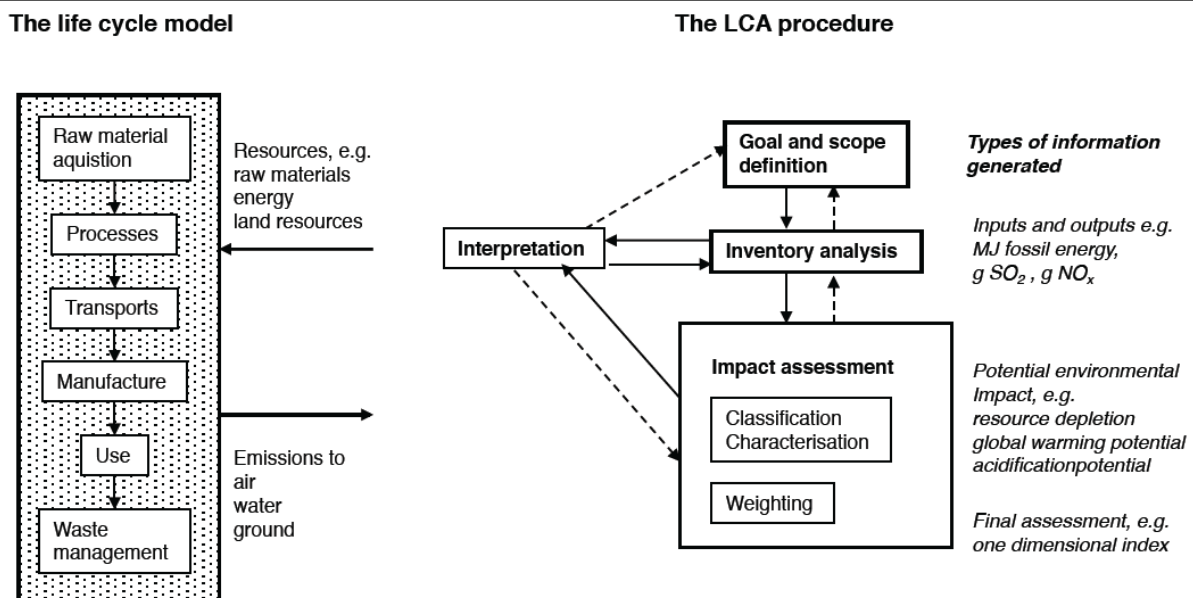 The life cycle model
Raw material
aquistion
Processes
Transports
Manufacture
Use
Waste
management
Resources, e.g.
raw materials
energy
land resources
Emissions to
air
water
ground
The LCA procedure
Goal and scope
definition
Interpretation
Inventory analysis
Impact assessment
Classification
Characterisation
Weighting
Types of information
generated
Inputs and outputs e.g.
MJ fossil energy,
g SO₂ , g NOₓ
Potential environmental
Impact, e.g.
resource depletion
global warming potential
acidificationpotential
Final assessment, e.g.
one dimensional index